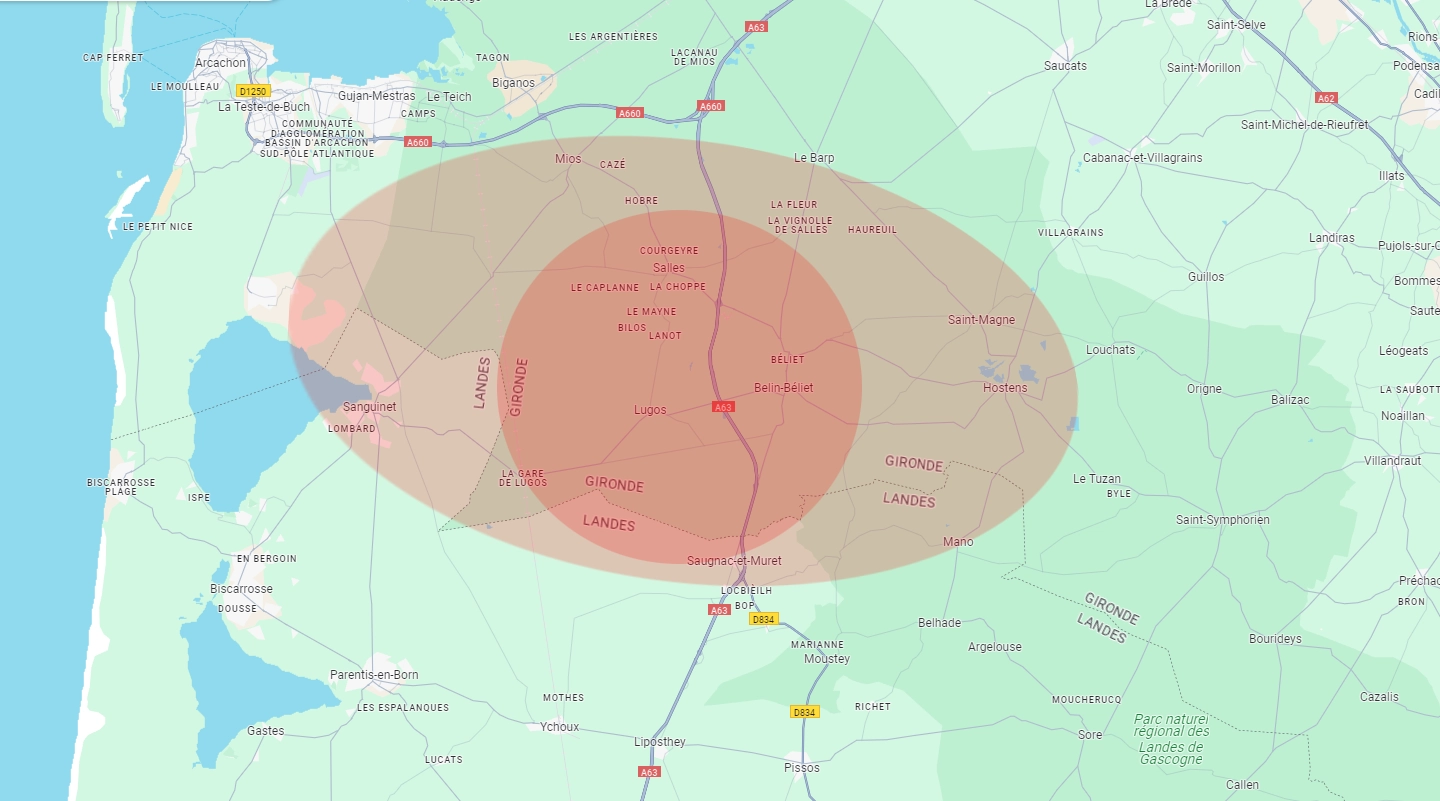 La Brède
Saint-Selve
A63
Rions
LES ARGENTIÈRES
CAP FERRET
TAGON
LACANAU
DE MIOS
Arcachon
Saucats
Saint-Morillon
Podensa
LE MOULLEAU
D1250
Biganos
Cadil
Gujan-Mestras
Le Teich
A62
La Teste-de-Buch
CAMPS
A660
A660
COMMUNAUTÉ
D'AGGLOMÉRATION
BASSIN D'ARCACHON
SUD-PÔLE ATLANTIQUE
A660
Saint-Michel-de-Rieufret
Mios
CAZÉ
Le Barp
Cabanac-et-Villagrains
Illats
HOBRE
LA FLEUR
LE PETIT NICE
LA VIGNOLLE
DE SALLES
HAUREUIL
VILLAGRAINS
Landiras
Pujols-sur-C
COURGEYRE
Salles
Guillos
Bommes
LE CAPLANNE
LA CHOPPE
LE MAYNE
Saute
BILOS
LANOT
Saint-Magne
Louchats
Léogeats
BÉLIET
LANDES
GIRONDE
Belin-Béliet
Hostens
Origne
Balizac
LA SAUBOTT
Sanguinet
Lugos
A63
Noaillan
LOMBARD
Villandraut
LA GARE
DE LUGOS
GIRONDE
GIRONDE
LANDES
BISCARROSSE
PLAGE
ISPE
Le Tuzan
BYLE
LANDES
Saint-Symphorien
Mano
EN BERGOIN
Saugnac-et-Muret
Biscarrosse
DOUSSE
LOCBIEILH
BOP
Préchac
BRON
A63
D834
GIRONDE
LANDES
Belhade
Argelouse
Bourideys
MARIANNE
Moustey
Parentis-en-Born
MOTHES
LES ESPALANQUES
D834
RICHET
MOUCHERUCQ
Cazalis
Gastes
Ychoux
Parc naturel
régional des
Landes de
Gascogne
Sore
Liposthey
LUCATS
A63
Pissos
Callen